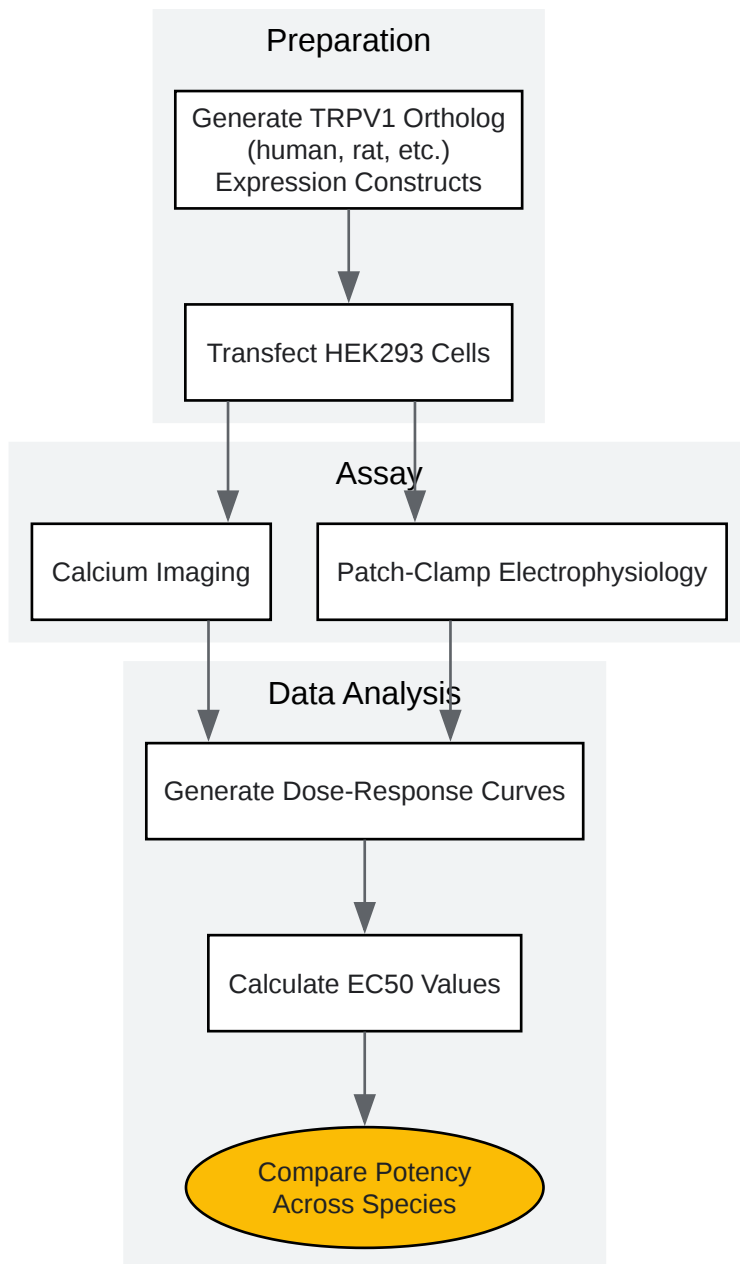 Preparation
Generate TRPV1 Ortholog
(human, rat, etc.)
Expression Constructs
Transfect HEK293 Cells
Assay
Calcium Imaging
Patch-Clamp Electrophysiology
Data Analysis
Generate Dose-Response Curves
Calculate EC50 Values
Compare Potency
Across Species